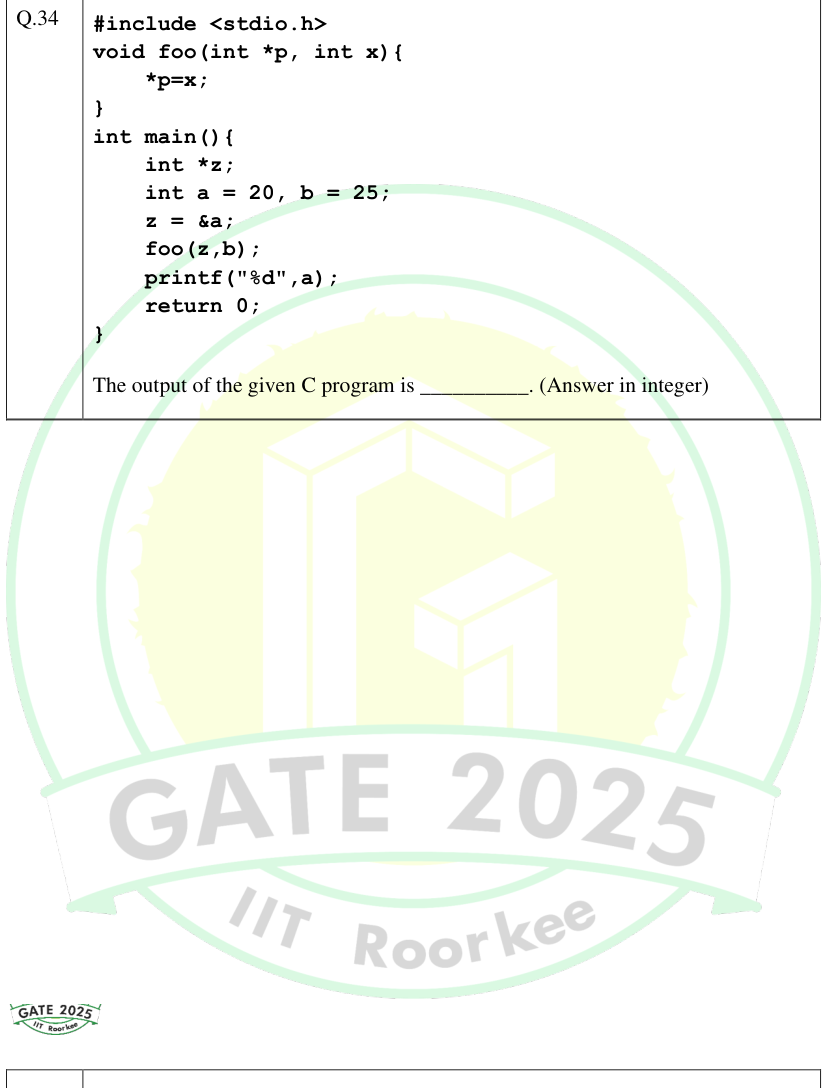 Q.34
#include <stdio.h>
void foo(int *p, int x){
    *p=x;
}
int main(){
    int *z;
    int a = 20, b = 25;
    z = &a;
    foo(z,b);
    printf("%d",a);
    return 0;
}
The output of the given C program is __________. (Answer in integer)
GATE 2025
IIT Roorkee
GATE 2025
IIT Roorkee